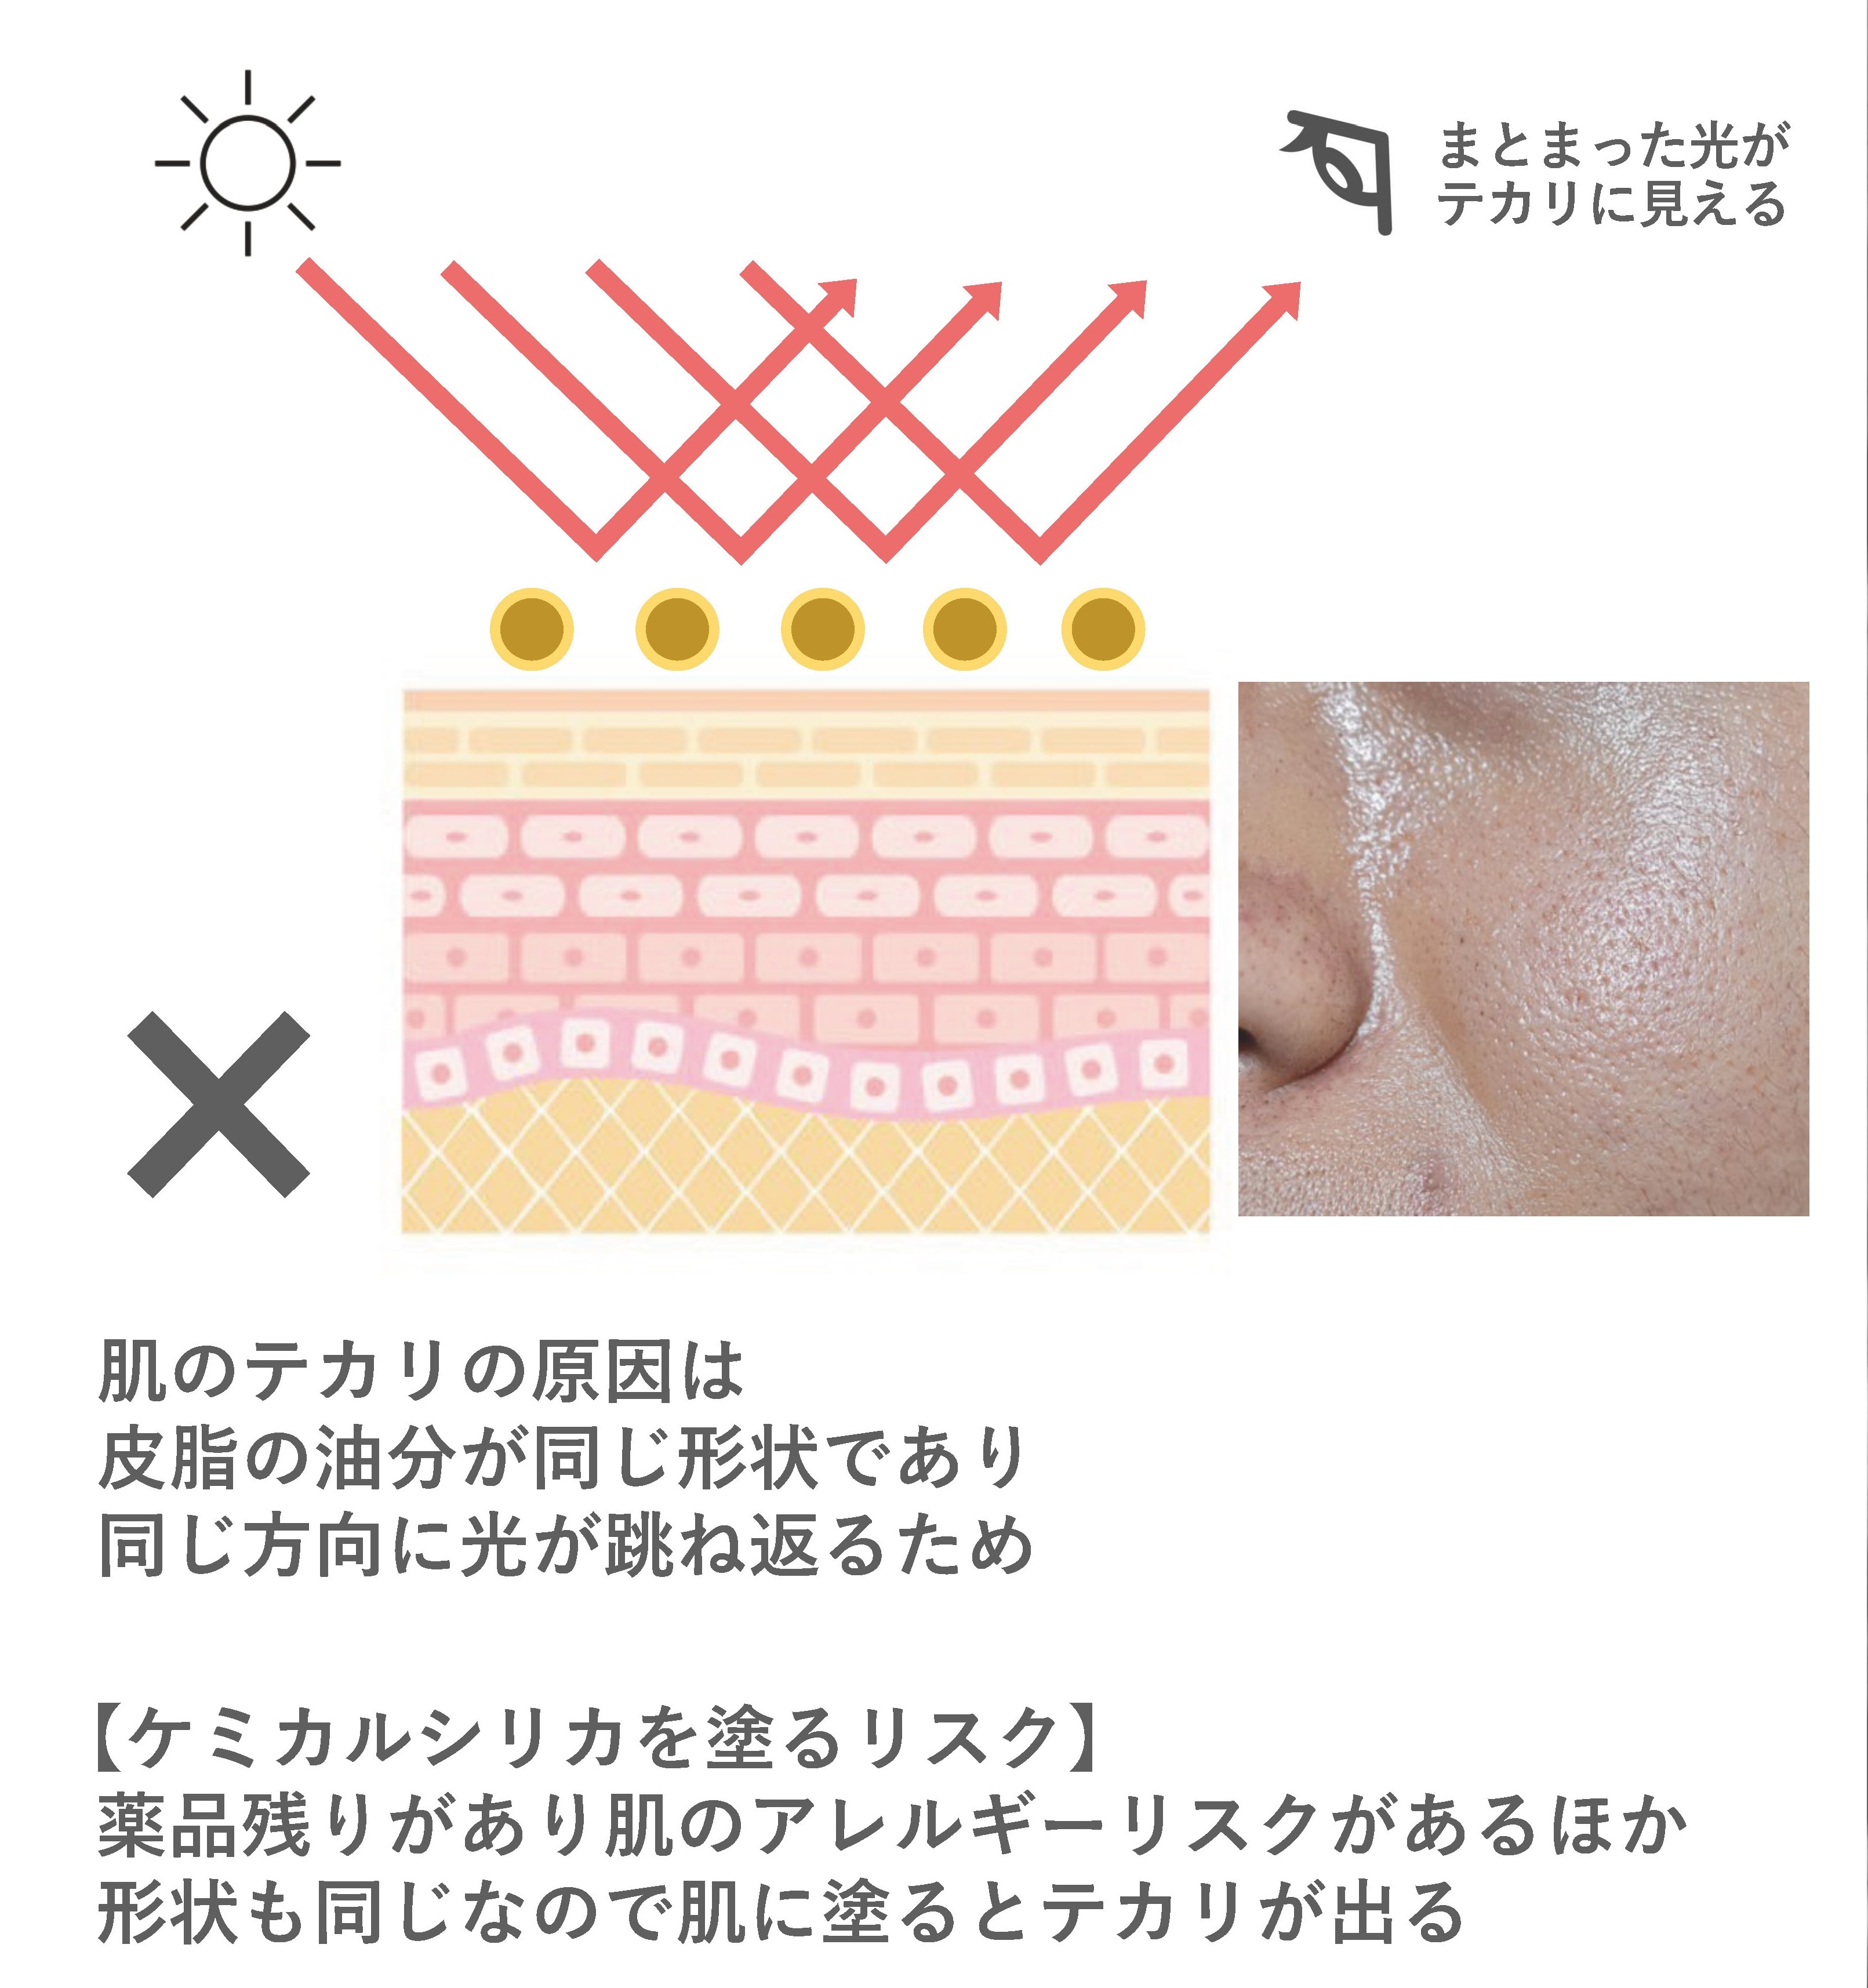 まとまった光が
テカリに見える
肌のテカリの原因は
皮脂の油分が同じ形状であり
同じ方向に光が跳ね返るため
【ケミカルシリカを塗るリスク】
薬品残りがあり肌のアレルギーリスクがあるほか
形状も同じなので肌に塗るとテカリが出る